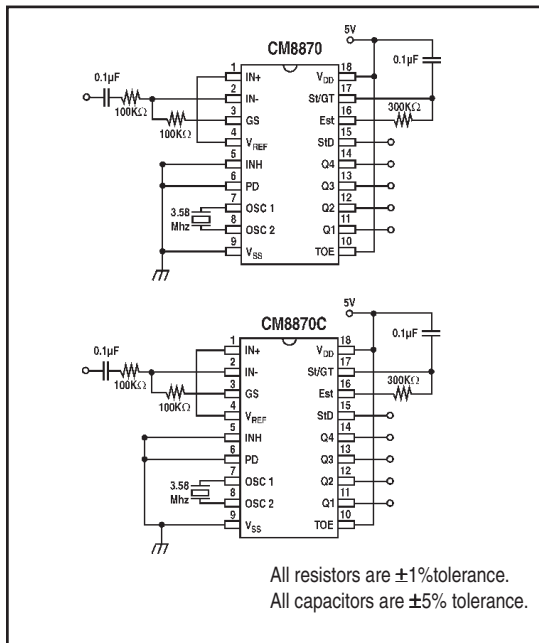 CM8870
5V
0.1µF
0.1µF
100KΩ
100KΩ
300KΩ
3.58
Mhz
1 IN+
2 IN-
3 GS
4 VREF
5 INH
6 PD
7 OSC 1
8 OSC 2
9 VSS
18 VDD
17 St/GT
16 Est
15 StD
14 Q4
13 Q3
12 Q2
11 Q1
10 TOE
CM8870C
5V
0.1µF
0.1µF
100KΩ
100KΩ
300KΩ
3.58
Mhz
1 IN+
2 IN-
3 GS
4 VREF
5 INH
6 PD
7 OSC 1
8 OSC 2
9 VSS
18 VDD
17 St/GT
16 Est
15 StD
14 Q4
13 Q3
12 Q2
11 Q1
10 TOE
All resistors are ±1%tolerance.
All capacitors are ±5% tolerance.